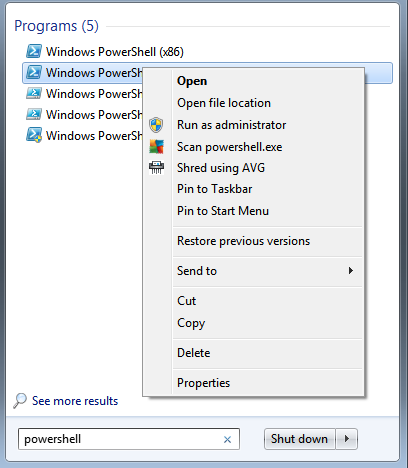 Programs (5)
Windows PowerShell (x86)
Windows PowerSh
Windows PowerSh
Windows PowerSh
Windows PowerSh
Open
Open file location
Run as administrator
Scan powershell.exe
Shred using AVG
Pin to Taskbar
Pin to Start Menu
Restore previous versions
Send to
Cut
Copy
Delete
Properties
See more results
powershell
Shut down